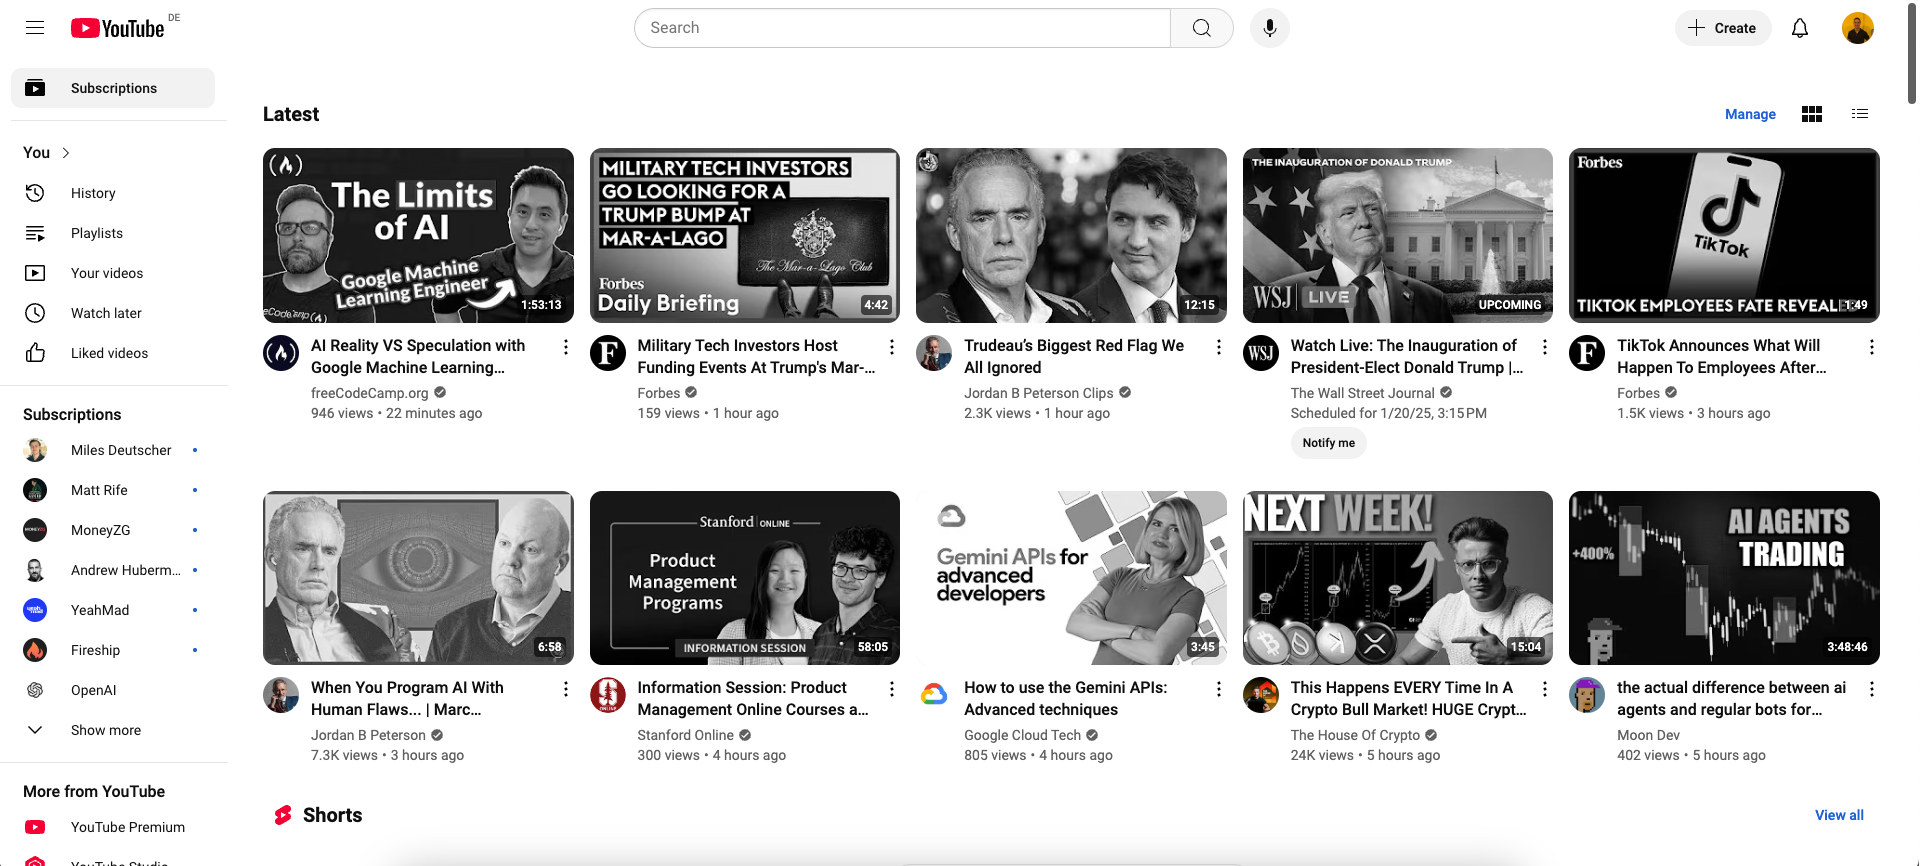 YouTube DE
Search
Create
Subscriptions
You
History
Playlists
Your videos
Watch later
Liked videos
Subscriptions
Miles Deutscher
Matt Rife
MoneyZG
Andrew Huberm...
YeahMad
Fireship
OpenAI
Show more
More from YouTube
YouTube Premium
YouTube Studio
Latest
Manage
The Limits
of AI
Google Machine
Learning Engineer
1:53:13
AI Reality VS Speculation with
Google Machine Learning...
freeCodeCamp.org
946 views • 22 minutes ago
MILITARY TECH INVESTORS
GO LOOKING FOR A
TRUMP BUMP AT
MAR-A-LAGO
The Mar-a-Lago Club
Forbes
Daily Briefing
4:42
F
Military Tech Investors Host
Funding Events At Trump's Mar-...
Forbes
159 views • 1 hour ago
12:15
Trudeau’s Biggest Red Flag We
All Ignored
Jordan B Peterson Clips
2.3K views • 1 hour ago
THE INAUGURATION OF DONALD TRUMP
WSJ LIVE
UPCOMING
WSJ
Watch Live: The Inauguration of
President-Elect Donald Trump |...
The Wall Street Journal
Scheduled for 1/20/25, 3:15 PM
Notify me
Forbes
TikTok
TIKTOK EMPLOYEES FATE REVEALED
1:49
F
TikTok Announces What Will
Happen To Employees After...
Forbes
1.5K views • 3 hours ago
6:58
When You Program AI With
Human Flaws... | Marc...
Jordan B Peterson
7.3K views • 3 hours ago
Stanford | ONLINE
Product
Management
Programs
INFORMATION SESSION
58:05
Information Session: Product
Management Online Courses a...
Stanford Online
300 views • 4 hours ago
Gemini APIs for
advanced
developers
3:45
How to use the Gemini APIs:
Advanced techniques
Google Cloud Tech
805 views • 4 hours ago
NEXT WEEK!
15:04
This Happens EVERY Time In A
Crypto Bull Market! HUGE Crypt...
The House Of Crypto
24K views • 5 hours ago
+400%
AI AGENTS
TRADING
3:48:46
the actual difference between ai
agents and regular bots for...
Moon Dev
402 views • 5 hours ago
Shorts
View all